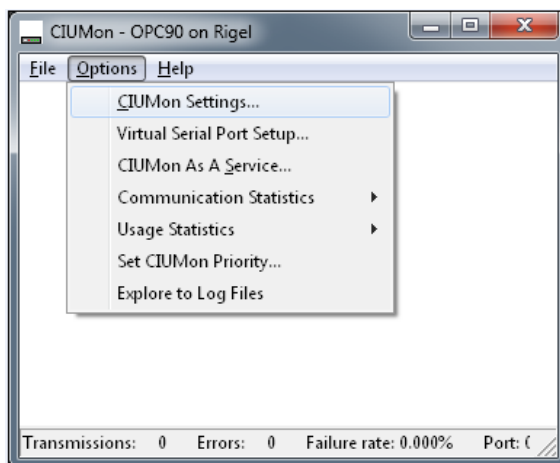 CIUMon - OPC90 on Rigel
File Options Help
CIUMon Settings...
Virtual Serial Port Setup...
CIUMon As A Service...
Communication Statistics
Usage Statistics
Set CIUMon Priority...
Explore to Log Files
Transmissions: 0 Errors: 0 Failure rate: 0.000% Port: